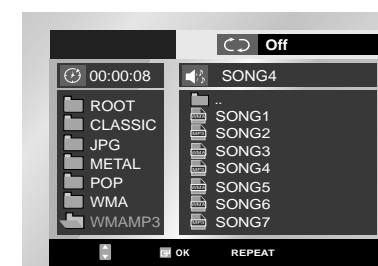 Off
00:00:08
SONG4
ROOT
CLASSIC
JPG
METAL
POP
WMA
WMAMP3
..
SONG1
SONG2
SONG3
SONG4
SONG5
SONG6
SONG7
OK REPEAT